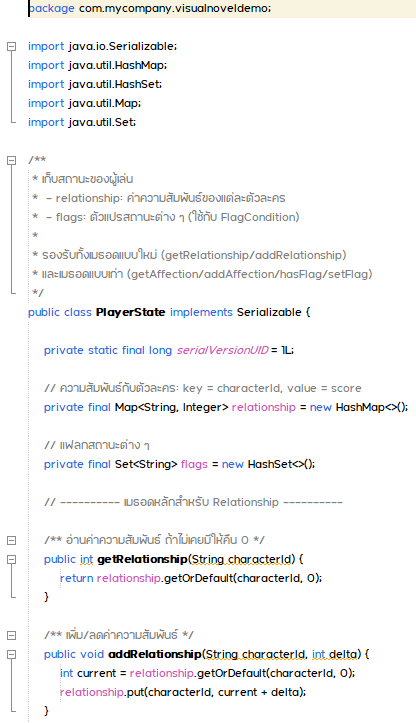 package com.mycompany.visualnoveldemo;
import java.io.Serializable;
import java.util.HashMap;
import java.util.HashSet;
import java.util.Map;
import java.util.Set;
/**
* เก็บสถานะของผู้เล่น
* - relationship: ค่าความสัมพันธ์ของแต่ละตัวละคร
* - flags: ตัวแปรสถานะต่าง ๆ (ใช้กับ FlagCondition)
*
* รองรับทั้งเมธอดแบบใหม่ (getRelationship/addRelationship)
* และเมธอดแบบเก่า (getAffection/addAffection/hasFlag/setFlag)
*/
public class PlayerState implements Serializable {
private static final long serialVersionUID = 1L;
// ความสัมพันธ์กับตัวละคร: key = characterId, value = score
private final Map<String, Integer> relationship = new HashMap<>();
// แฟลกสถานะต่าง ๆ
private final Set<String> flags = new HashSet<>();
// ---------- เมธอดหลักสำหรับ Relationship ----------
/** อ่านค่าความสัมพันธ์ ถ้าไม่เคยมีให้คืน 0 */
public int getRelationship(String characterId) {
return relationship.getOrDefault(characterId, 0);
}
/** เพิ่ม/ลดค่าความสัมพันธ์ */
public void addRelationship(String characterId, int delta) {
int current = relationship.getOrDefault(characterId, 0);
relationship.put(characterId, current + delta);
}